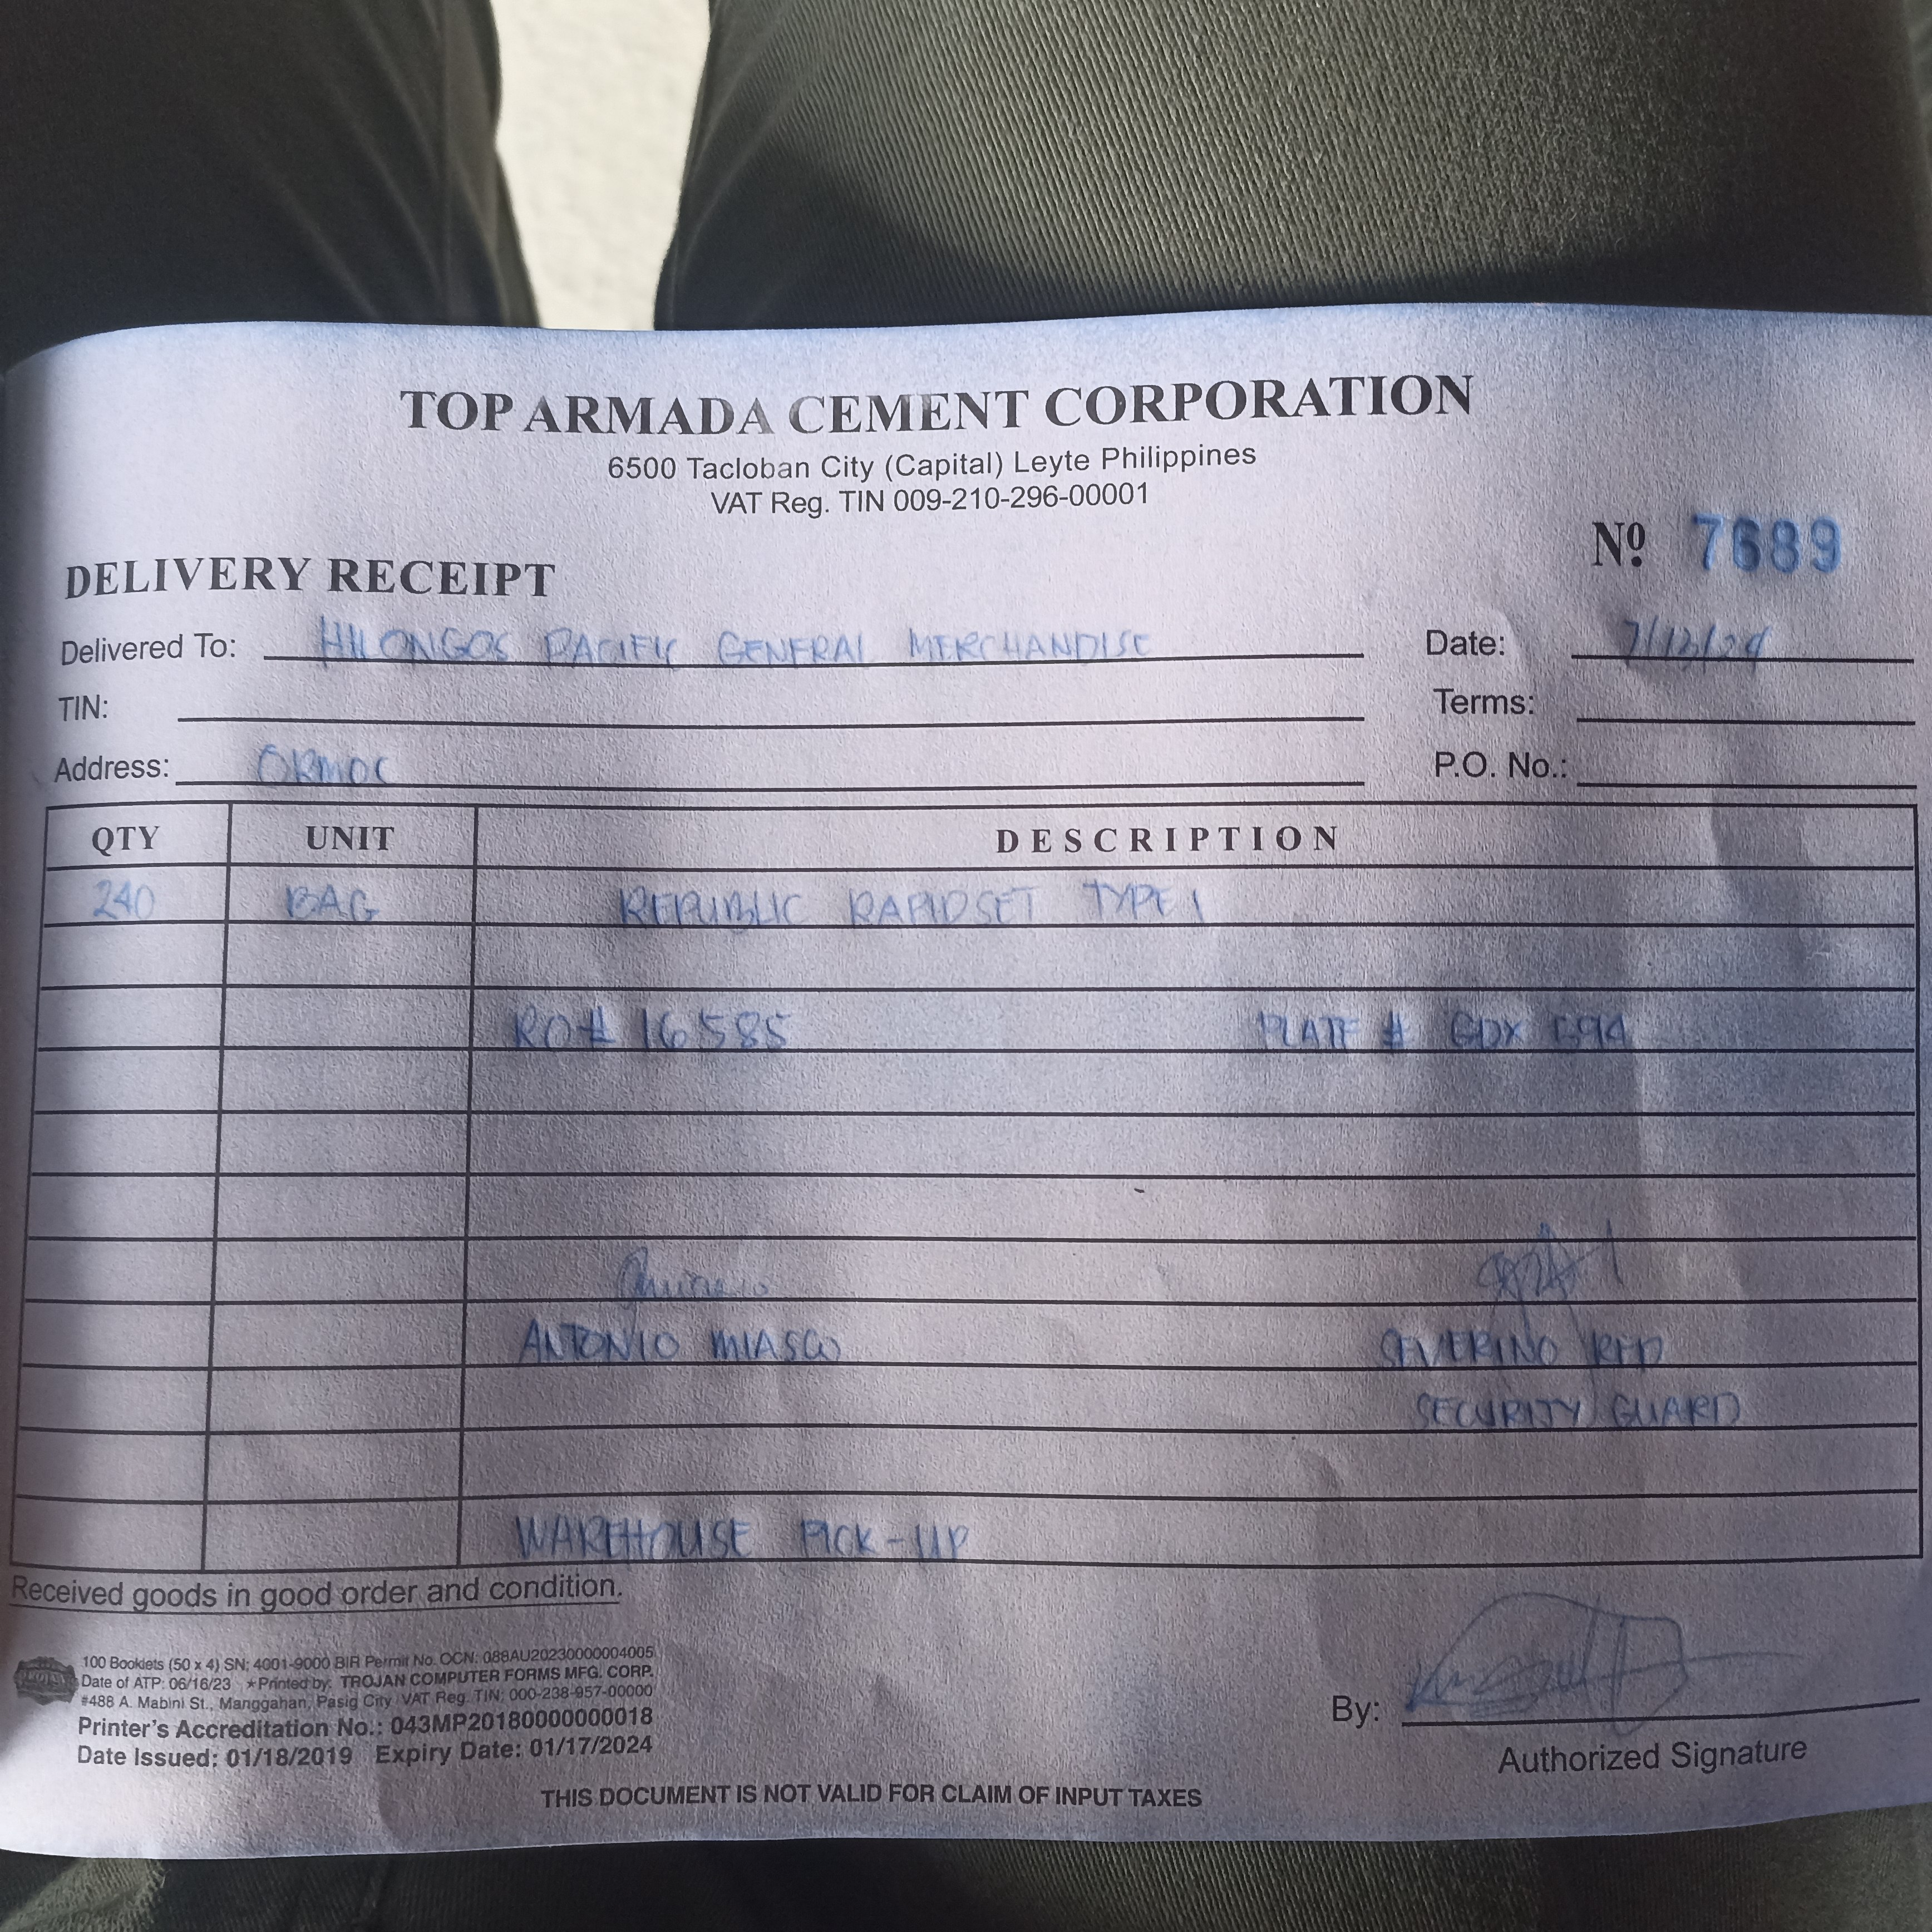 TOP ARMADA CEMENT CORPORATION
6500 Tacloban City (Capital) Leyte Philippines
VAT Reg. TIN 009-210-296-00001
Nº 7689
DELIVERY RECEIPT
Delivered To: HILONGOS PACIFIC GENERAL MERCHANDISE Date: 7/13/24
TIN: Terms:
Address: ORMOC P.O. No.:
QTY UNIT DESCRIPTION
240 BAG REPUBLIC RAPIDSET TYPE 1
RO# 16585 PLATE # GDX 594
ANTONIO MIASCO SEVERINO
SECURITY GUARD
WAREHOUSE PICK-UP
Received goods in good order and condition.
100 Booklets (50 x 4) SN: 4001-9000 BIR Permit No. OCN: 088AU20230000004005
Date of ATP: 06/16/23 ★Printed by: TROJAN COMPUTER FORMS MFG. CORP.
#488 A. Mabini St., Manggahan, Pasig City VAT Reg. TIN: 000-238-957-00000
Printer's Accreditation No.: 043MP20180000000018
Date Issued: 01/18/2019 Expiry Date: 01/17/2024
By:
Authorized Signature
THIS DOCUMENT IS NOT VALID FOR CLAIM OF INPUT TAXES